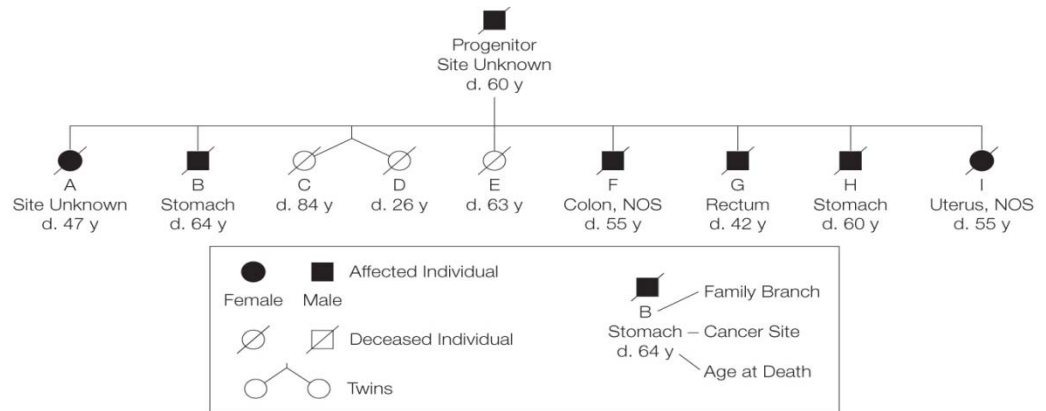 Progenitor
Site Unknown
d. 60 y
A
Site Unknown
d. 47 y
B
Stomach
d. 64 y
C
d. 84 y
D
d. 26 y
E
d. 63 y
F
Colon, NOS
d. 55 y
G
Rectum
d. 42 y
H
Stomach
d. 60 y
I
Uterus, NOS
d. 55 y
Affected Individual
Female Male
Deceased Individual
Twins
B
Stomach
d. 64 y
Family Branch
Cancer Site
Age at Death